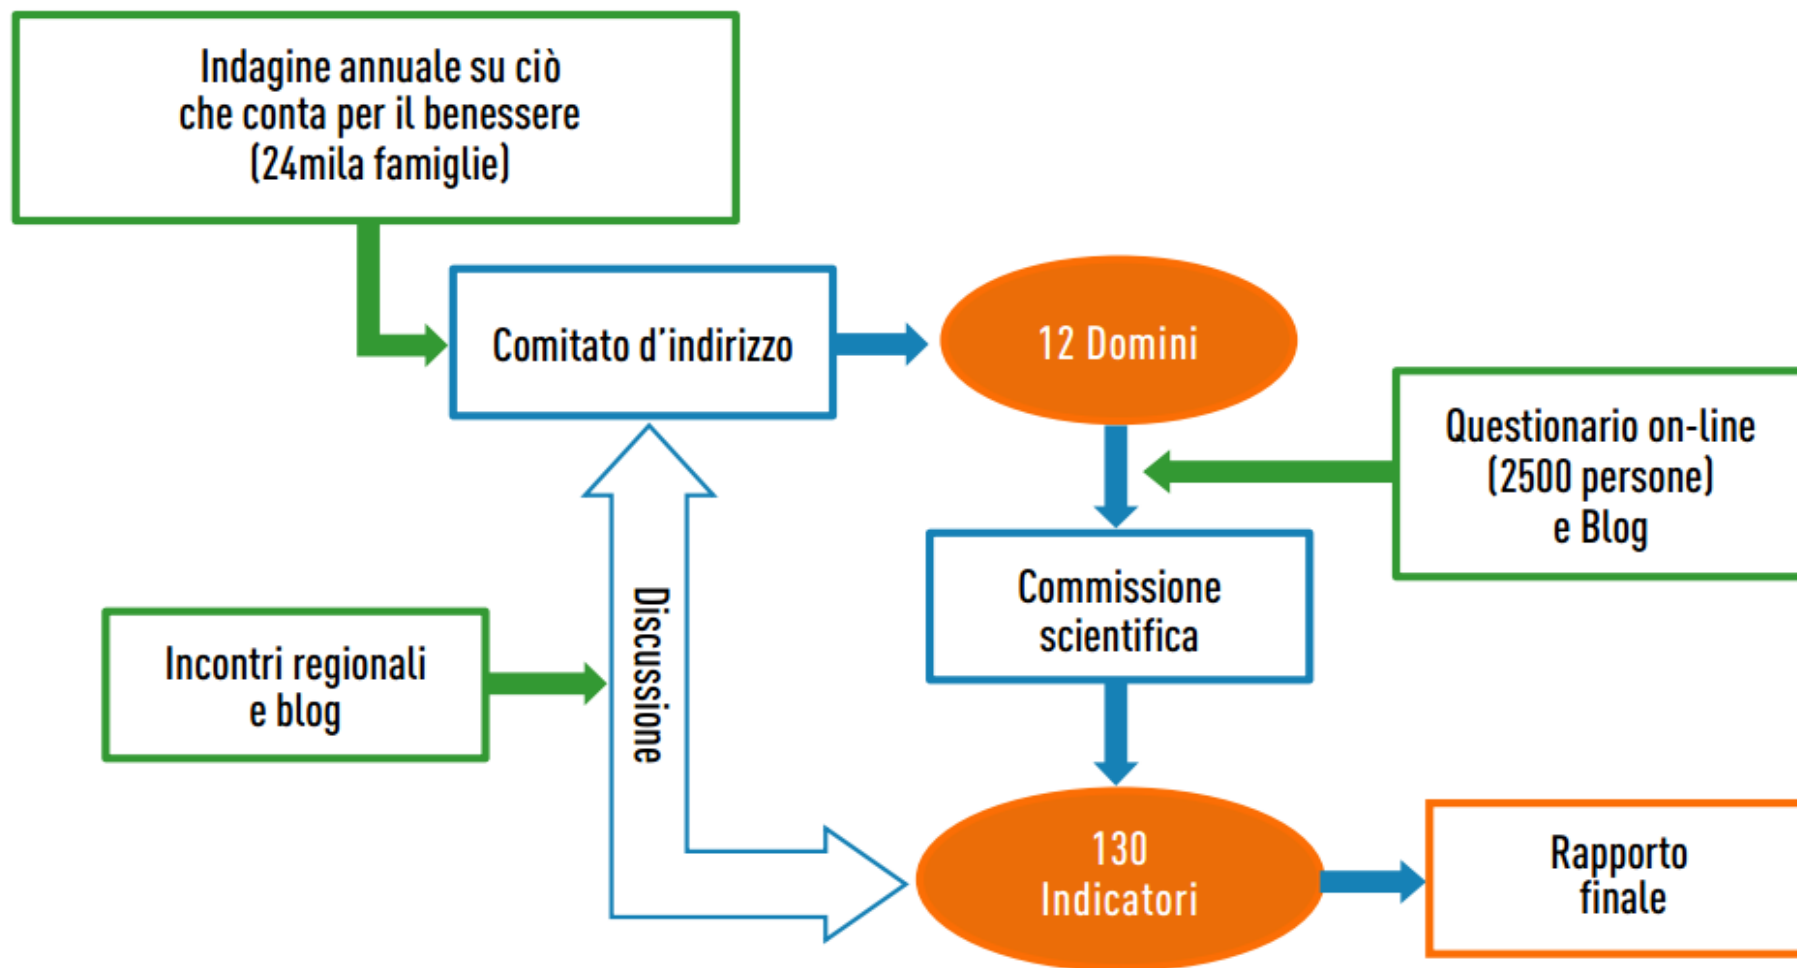 Indagine annuale su ciò
che conta per il benessere
(24mila famiglie)
Comitato d'indirizzo
12 Domini
Questionario on-line
(2500 persone)
e Blog
Commissione
scientifica
Discussione
Incontri regionali
e blog
130
Indicatori
Rapporto
finale